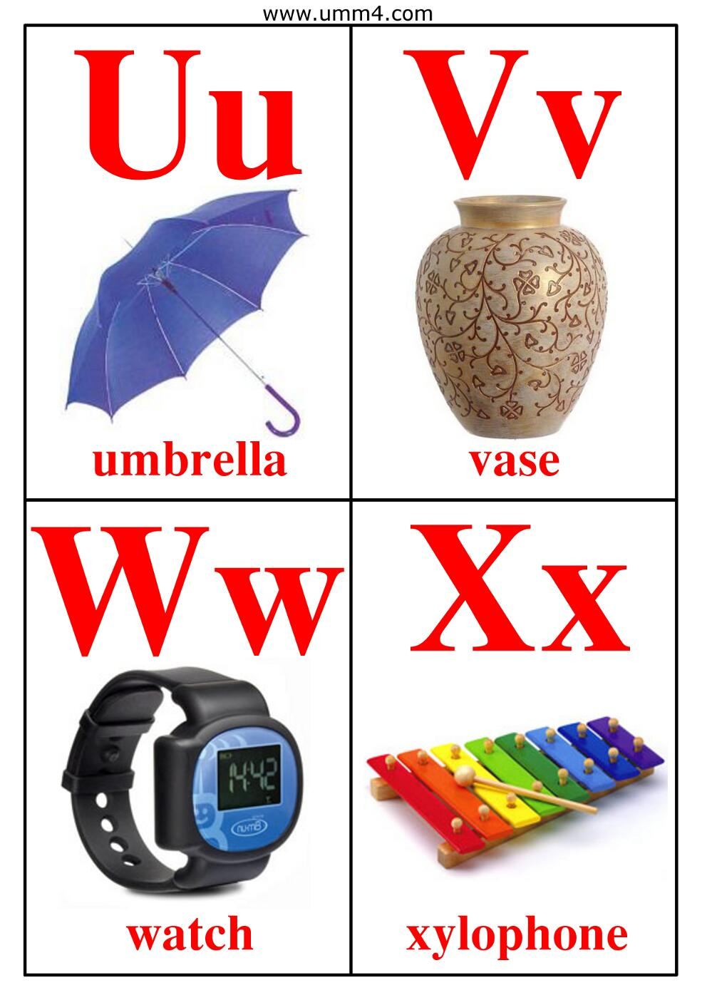 www.umm4.com
Uu
umbrella
Vv
vase
Ww
14:42
watch
Xx
xylophone